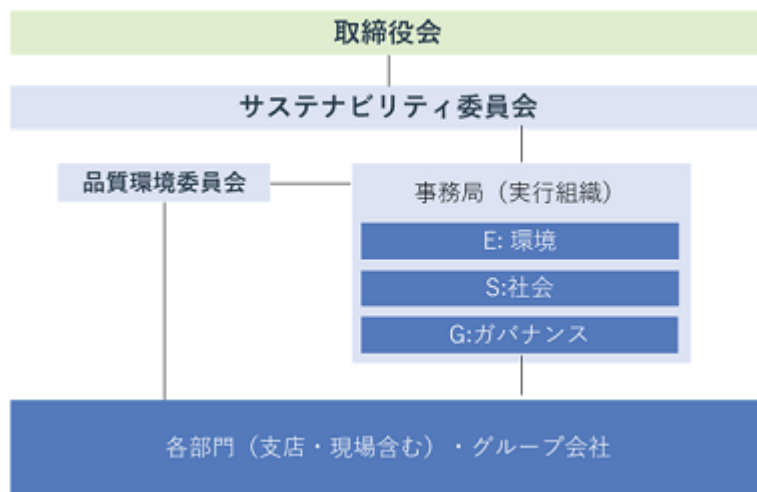 取締役会
サステナビリティ委員会
品質環境委員会
事務局（実行組織）
E: 環境
S:社会
G:ガバナンス
各部門（支店・現場含む）・グループ会社